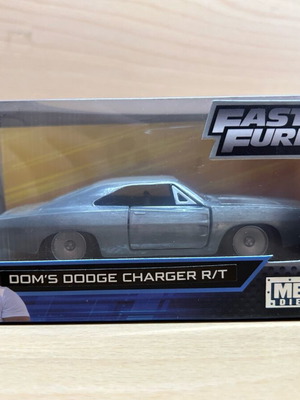 FAST
FURI
DOM'S DODGE CHARGER R/T
ME
DIE